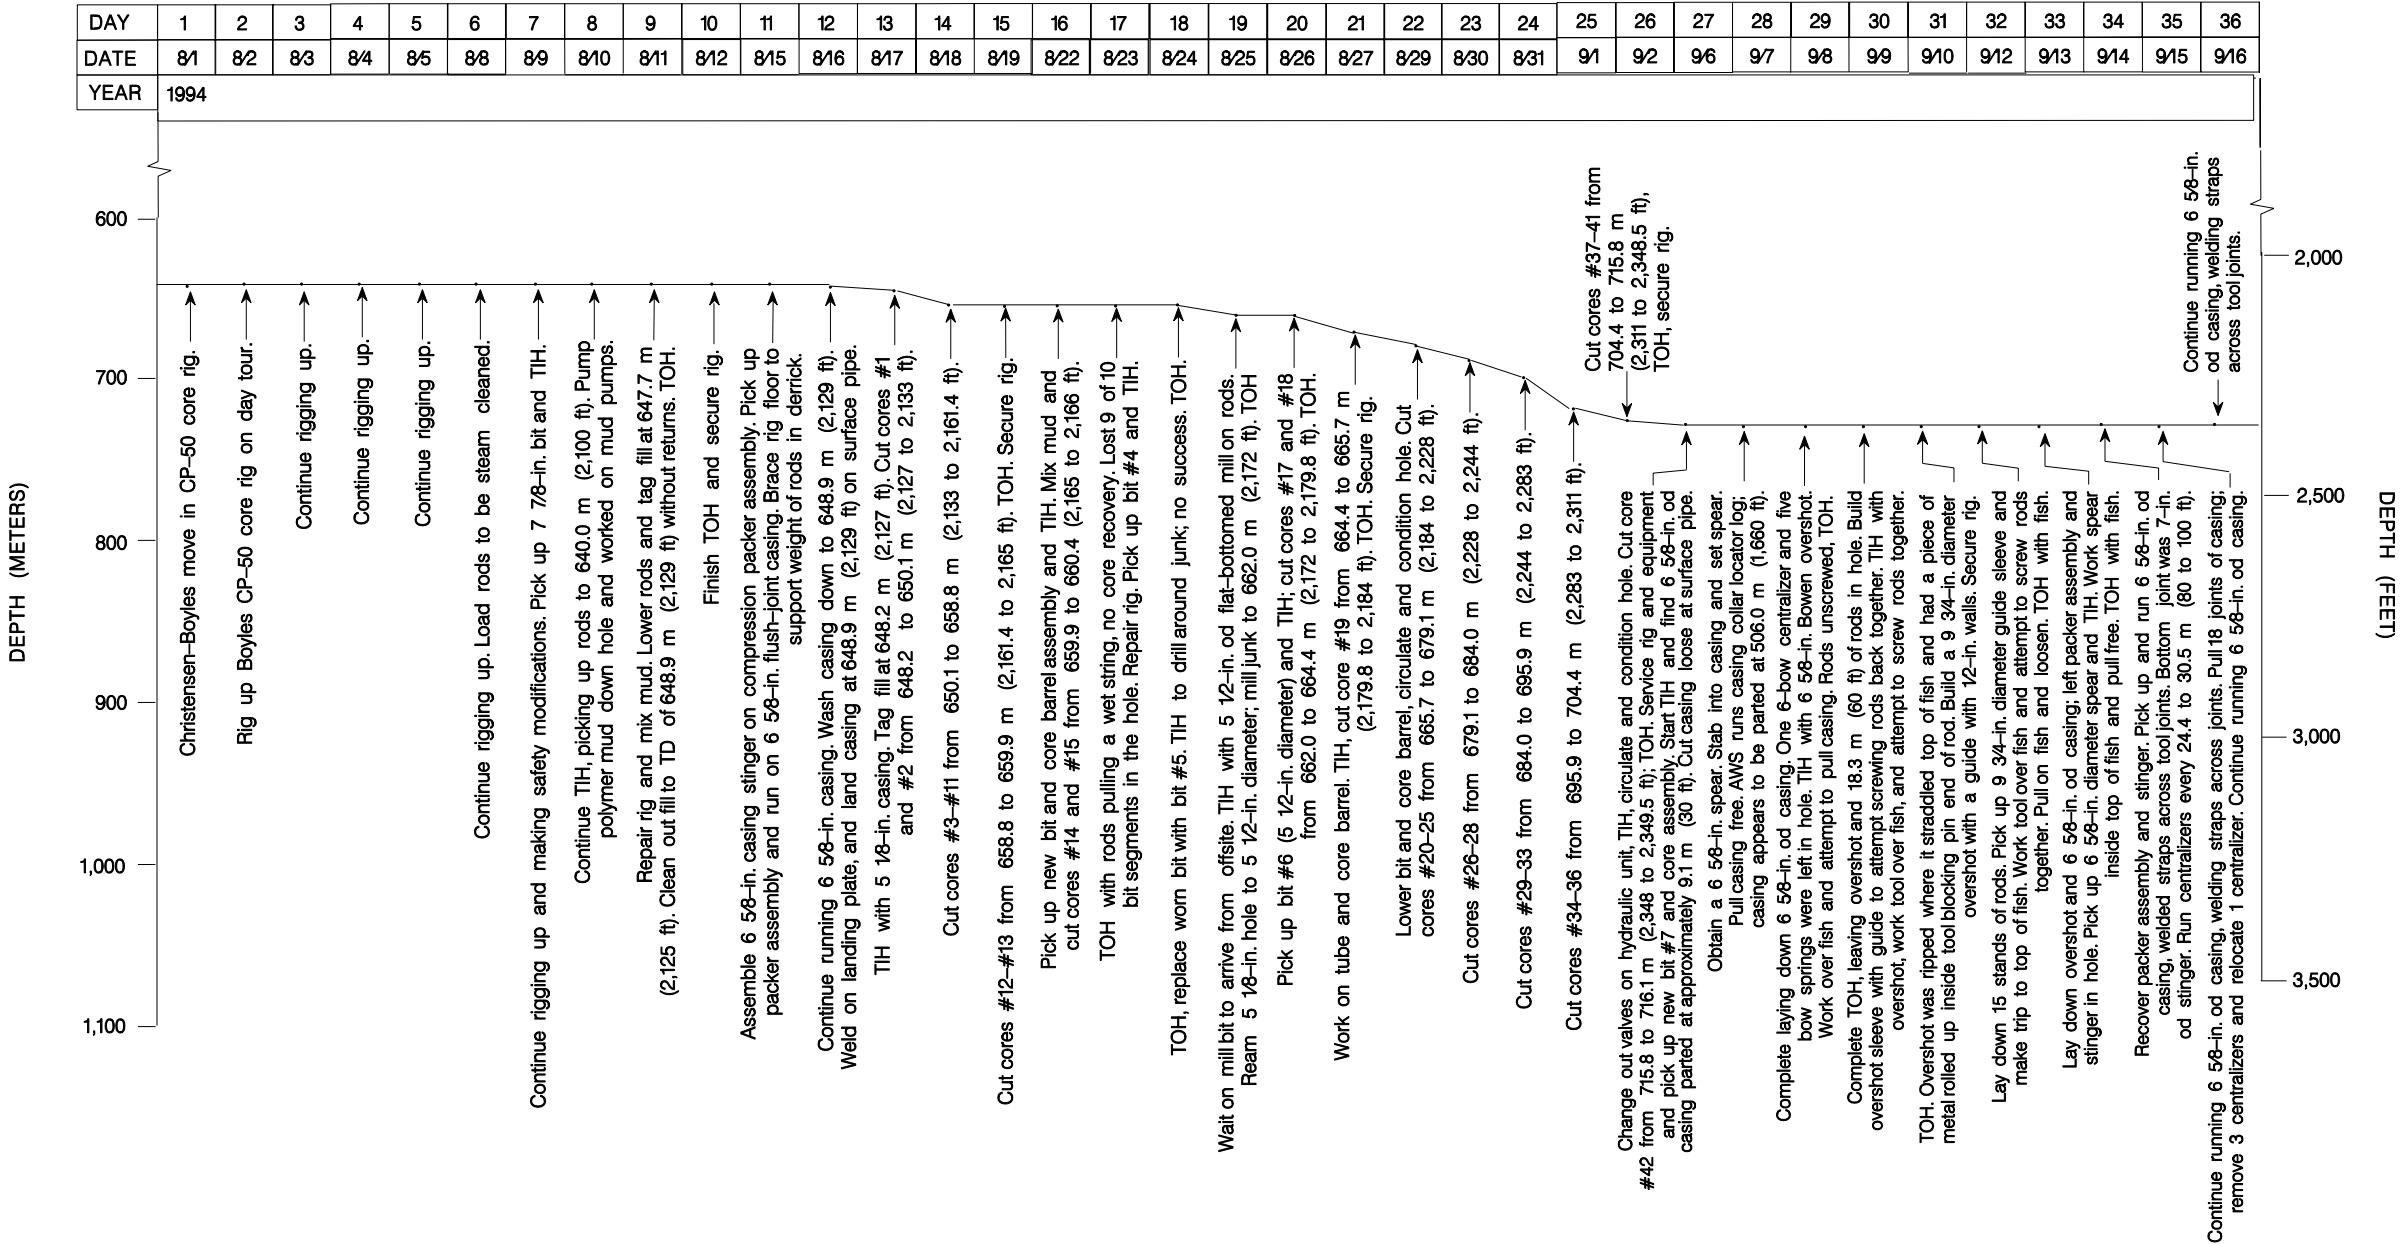 DAY 1 2 3 4 5 6 7 8 9 10 11 12 13 14 15 16 17 18 19 20 21 22 23 24 25 26 27 28 29 30 31 32 33 34 35 36
DATE 8/1 8/2 8/3 8/4 8/5 8/8 8/9 8/10 8/11 8/12 8/15 8/16 8/17 8/18 8/19 8/22 8/23 8/24 8/25 8/26 8/27 8/29 8/30 8/31 9/1 9/2 9/6 9/7 9/8 9/9 9/10 9/12 9/13 9/14 9/15 9/16
YEAR 1994
DEPTH (METERS)
600
700
800
900
1,000
1,100
Christensen–Boyles move in CP–50 core rig.
Rig up Boyles CP–50 core rig on day tour.
Continue rigging up.
Continue rigging up.
Continue rigging up.
Continue rigging up. Load rods to be steam cleaned.
Continue rigging up and making safety modifications. Pick up 7 7/8–in. bit and TIH.
Continue TIH, picking up rods to 640.0 m (2,100 ft). Pump
polymer mud down hole and worked on mud pumps.
Repair rig and mix mud. Lower rods and tag fill at 647.7 m
(2,125 ft). Clean out fill to TD of 648.9 m (2,129 ft) without returns. TOH.
Finish TOH and secure rig.
Assemble 6 5/8–in. casing stinger on compression packer assembly. Pick up
packer assembly and run on 6 5/8–in. flush–joint casing. Brace rig floor to
support weight of rods in derrick.
Continue running 6 5/8–in. casing. Wash casing down to 648.9 m (2,129 ft).
Weld on landing plate, and land casing at 648.9 m (2,129 ft) on surface pipe.
TIH with 5 1/8–in. casing. Tag fill at 648.2 m (2,127 ft). Cut cores #1
and #2 from 648.2 to 650.1 m (2,127 to 2,133 ft).
Cut cores #3–#11 from 650.1 to 658.8 m (2,133 to 2,161.4 ft).
Cut cores #12–#13 from 658.8 to 659.9 m (2,161.4 to 2,165 ft). TOH. Secure rig.
Pick up new bit and core barrel assembly and TIH. Mix mud and
cut cores #14 and #15 from 659.9 to 660.4 (2,165 to 2,166 ft).
TOH with rods pulling a wet string, no core recovery. Lost 9 of 10
bit segments in the hole. Repair rig. Pick up bit #4 and TIH.
TOH, replace worn bit with bit #5. TIH to drill around junk; no success. TOH.
Wait on mill bit to arrive from offsite. TIH with 5 1/2–in. od flat–bottomed mill on rods.
Ream 5 1/8–in. hole to 5 1/2–in. diameter; mill junk to 662.0 m (2,172 ft). TOH
Pick up bit #6 (5 1/2–in. diameter) and TIH; cut cores #17 and #18
from 662.0 to 664.4 m (2,172 to 2,179.8 ft). TOH.
Work on tube and core barrel. TIH, cut core #19 from 664.4 to 665.7 m
(2,179.8 to 2,184 ft). TOH. Secure rig.
Lower bit and core barrel, circulate and condition hole. Cut
cores #20–25 from 665.7 to 679.1 m (2,184 to 2,228 ft).
Cut cores #26–28 from 679.1 to 684.0 m (2,228 to 2,244 ft).
Cut cores #29–33 from 684.0 to 695.9 m (2,244 to 2,283 ft).
Cut cores #34–36 from 695.9 to 704.4 m (2,283 to 2,311 ft).
Cut cores #37–41 from
704.4 to 715.8 m
(2,311 to 2,348.5 ft),
TOH, secure rig.
Change out valves on hydraulic unit, TIH, circulate and condition hole. Cut core
#42 from 715.8 to 716.1 m (2,348 to 2,349.5 ft); TOH. Service rig and equipment
and pick up new bit #7 and core assembly. Start TIH and find 6 5/8–in. od
casing parted at approximately 9.1 m (30 ft). Cut casing loose at surface pipe.
Obtain a 6 5/8–in. spear. Stab into casing and set spear.
Pull casing free. AWS runs casing collar locator log;
casing appears to be parted at 506.0 m (1,660 ft).
Complete laying down 6 5/8–in. od casing. One 6–bow centralizer and five
bow springs were left in hole. TIH with 6 5/8–in. Bowen overshot.
Work over fish and attempt to pull casing. Rods unscrewed, TOH.
Complete TOH, leaving overshot and 18.3 m (60 ft) of rods in hole. Build
overshot sleeve with guide to attempt screwing rods back together. TIH with
overshot, work tool over fish, and attempt to screw rods together.
TOH. Overshot was ripped where it straddled top of fish and had a piece of
metal rolled up inside tool blocking pin end of rod. Build a 9 3/4–in. diameter
overshot with a guide with 1/2–in. walls. Secure rig.
Lay down 15 stands of rods. Pick up 9 3/4–in. diameter guide sleeve and
make trip to top of fish. Work tool over fish and attempt to screw rods
together. Pull on fish and loosen. TOH with fish.
Lay down overshot and 6 5/8–in. od casing; left packer assembly and
stinger in hole. Pick up 6 5/8–in. diameter spear and TIH. Work spear
inside top of fish and pull free. TOH with fish.
Recover packer assembly and stinger. Pick up and run 6 5/8–in. od
casing, welded straps across tool joints. Bottom joint was 7–in.
od stinger. Run centralizers every 24.4 to 30.5 m (80 to 100 ft).
Continue running 6 5/8–in. od casing, welding straps across joints. Pull 18 joints of casing;
remove 3 centralizers and relocate 1 centralizer. Continue running 6 5/8–in. od casing.
Continue running 6 5/8–in.
od casing, welding straps
across tool joints.
2,000
2,500
3,000
3,500
DEPTH (FEET)